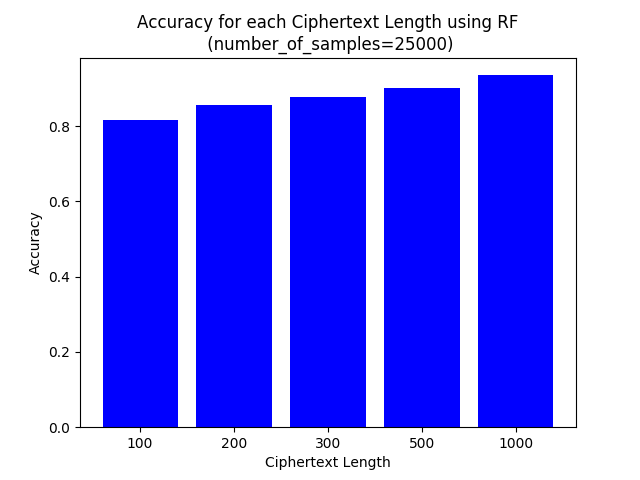 Accuracy for each Ciphertext Length using RF
(number_of_samples=25000)
Accuracy
0.8
0.6
0.4
0.2
0.0
100 200 300 500 1000
Ciphertext Length